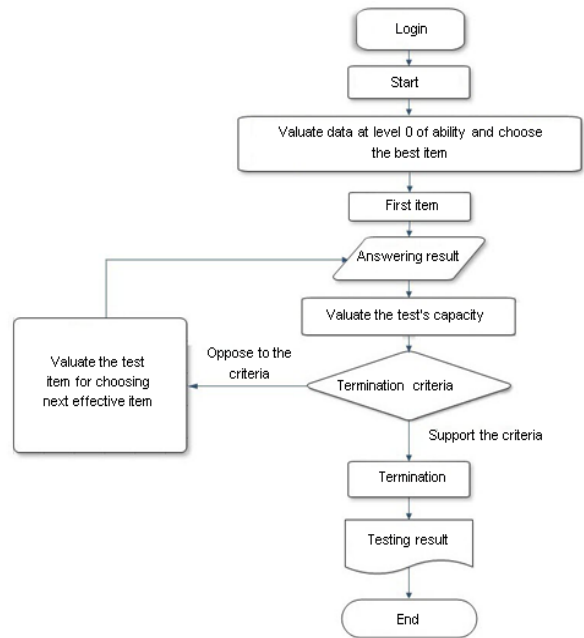 Login
Start
Valuate data at level 0 of ability and choose
the best item
First item
Answering result
Valuate the test's capacity
Termination criteria
Oppose to the
criteria
Valuate the test
item for choosing
next effective item
Support the criteria
Termination
Testing result
End